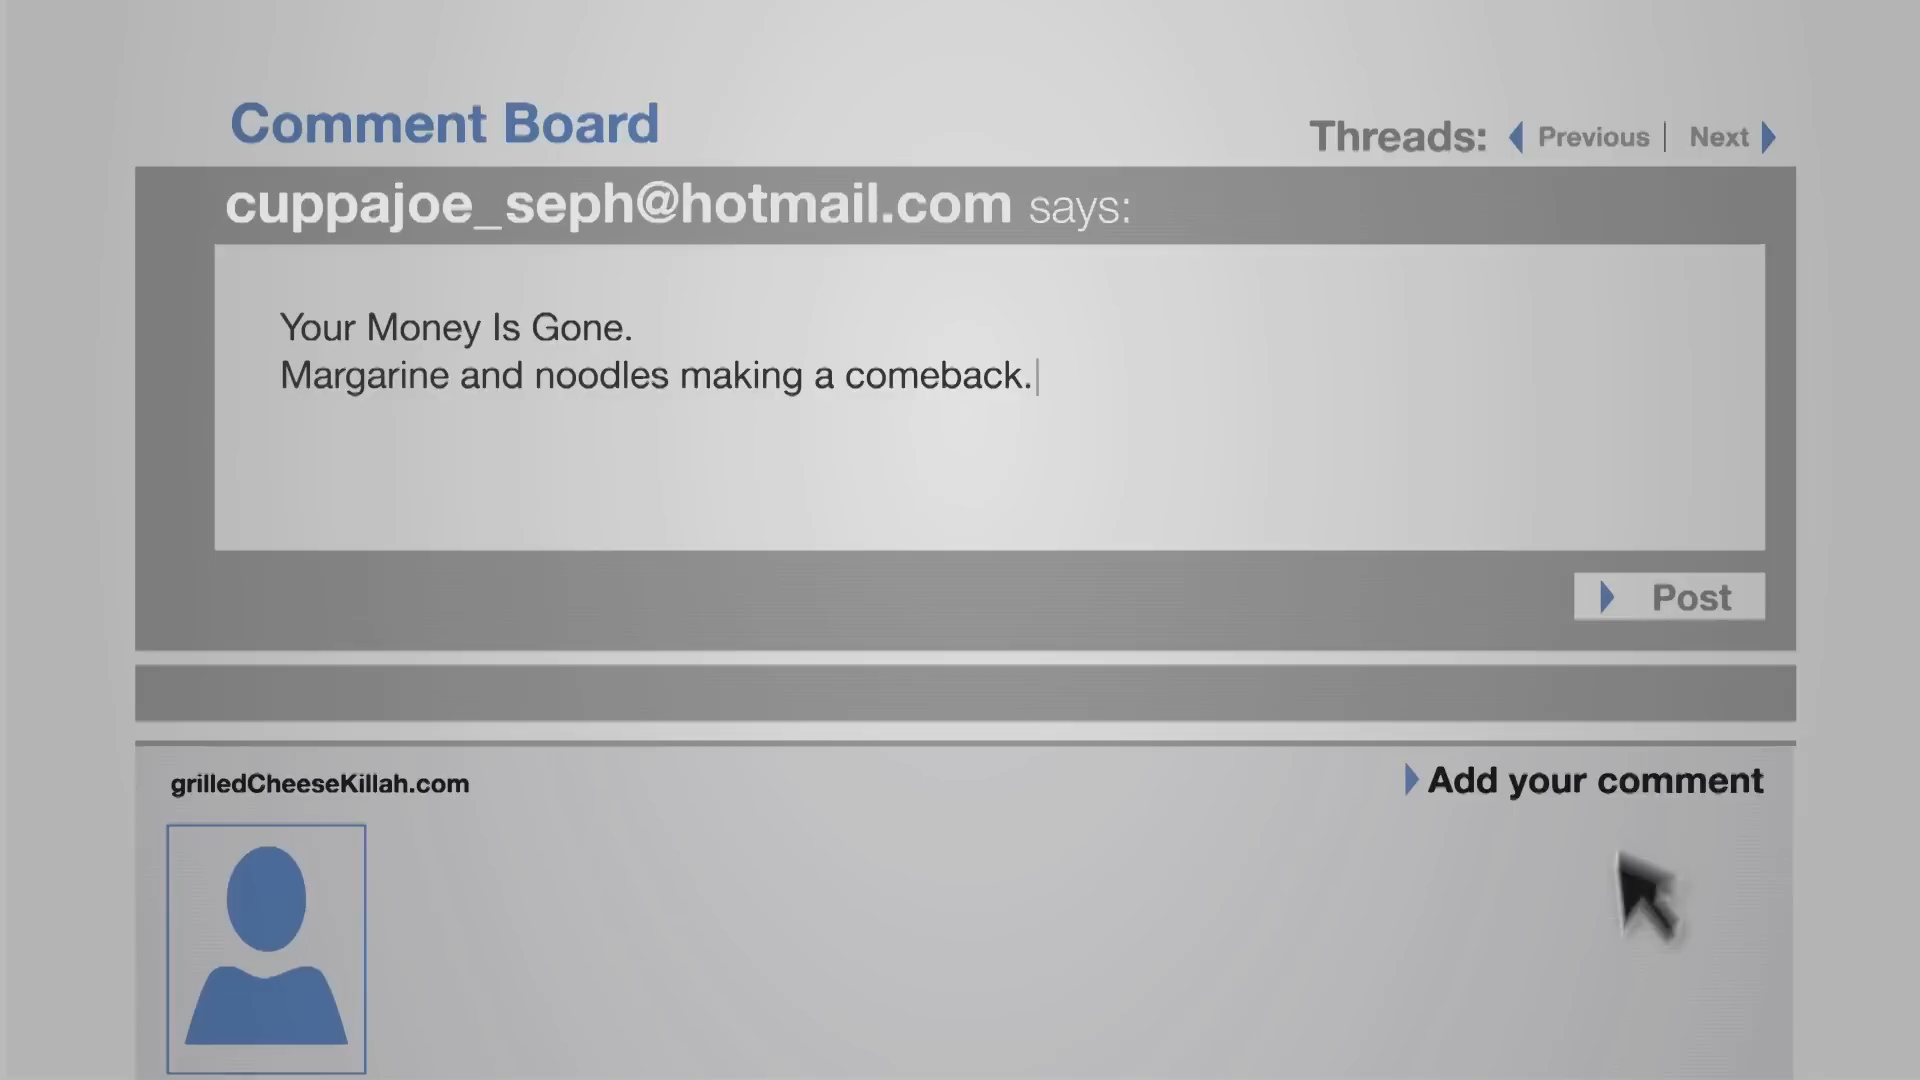 Comment Board
Threads: Previous | Next
cuppajoe_seph@hotmail.com says:
Your Money Is Gone.
Margarine and noodles making a comeback.
Post
grilledCheeseKillah.com
Add your comment